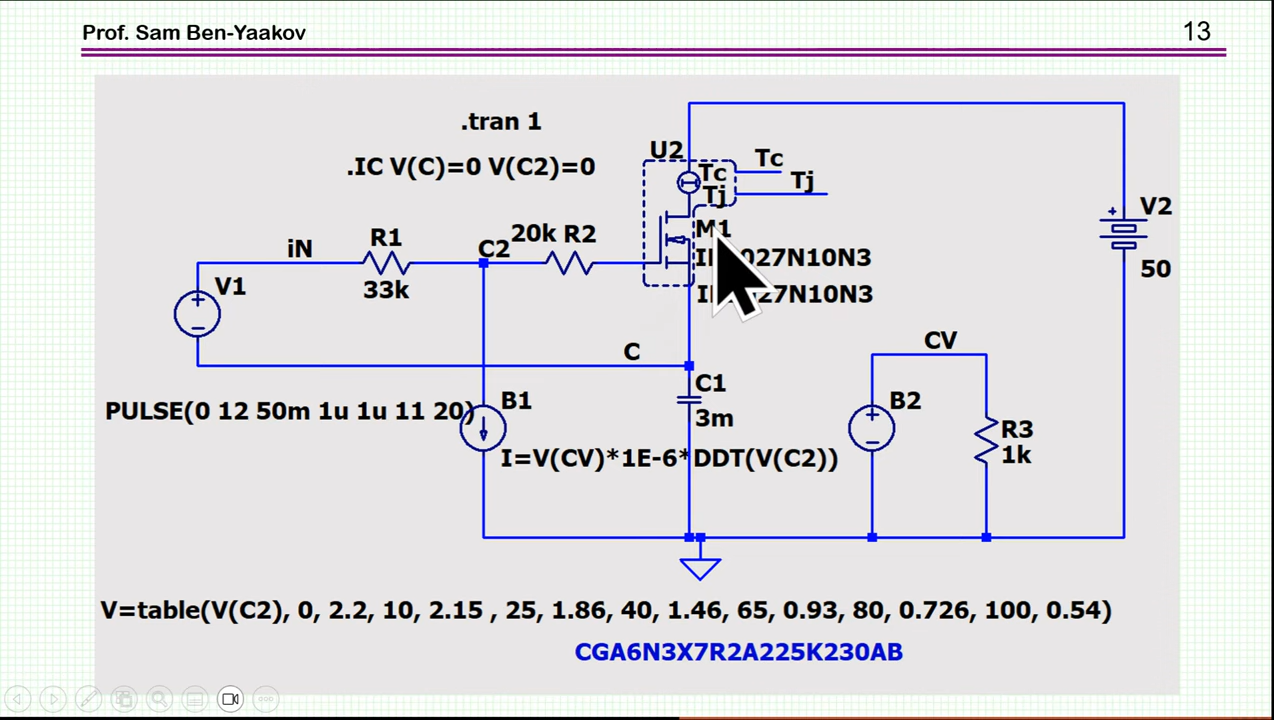 Prof. Sam Ben-Yaakov
13
.tran 1
.IC V(C)=0 V(C2)=0
U2
Tc
Tj
Tc
Tj
M1
027N10N3
27N10N3
V2
50
iN
R1
33k
C2
20k R2
V1
C
C1
3m
PULSE(0 12 50m 1u 1u 11 20)
B1
I=V(CV)*1E-6*DDT(V(C2))
CV
B2
R3
1k
V=table(V(C2), 0, 2.2, 10, 2.15 , 25, 1.86, 40, 1.46, 65, 0.93, 80, 0.726, 100, 0.54)
CGA6N3X7R2A225K230AB